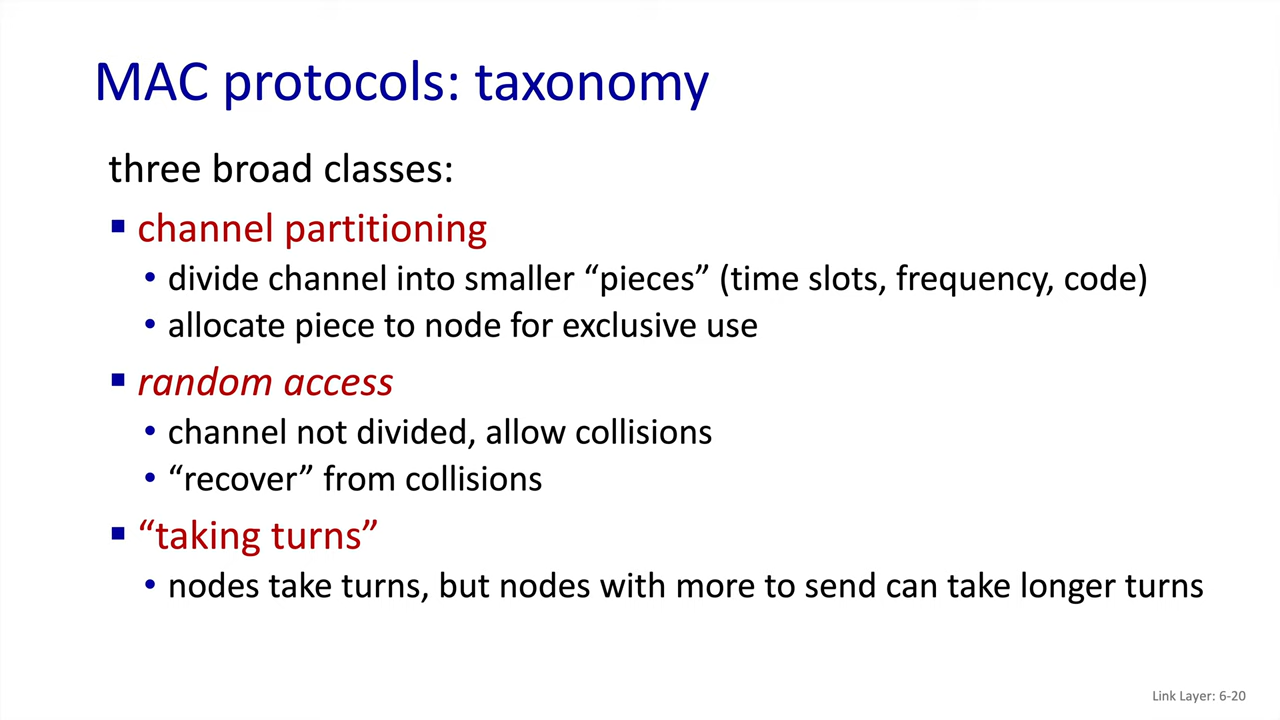 MAC protocols: taxonomy
three broad classes:
▪ channel partitioning
• divide channel into smaller “pieces” (time slots, frequency, code)
• allocate piece to node for exclusive use
▪ random access
• channel not divided, allow collisions
• “recover” from collisions
▪ “taking turns”
• nodes take turns, but nodes with more to send can take longer turns
Link Layer: 6-20